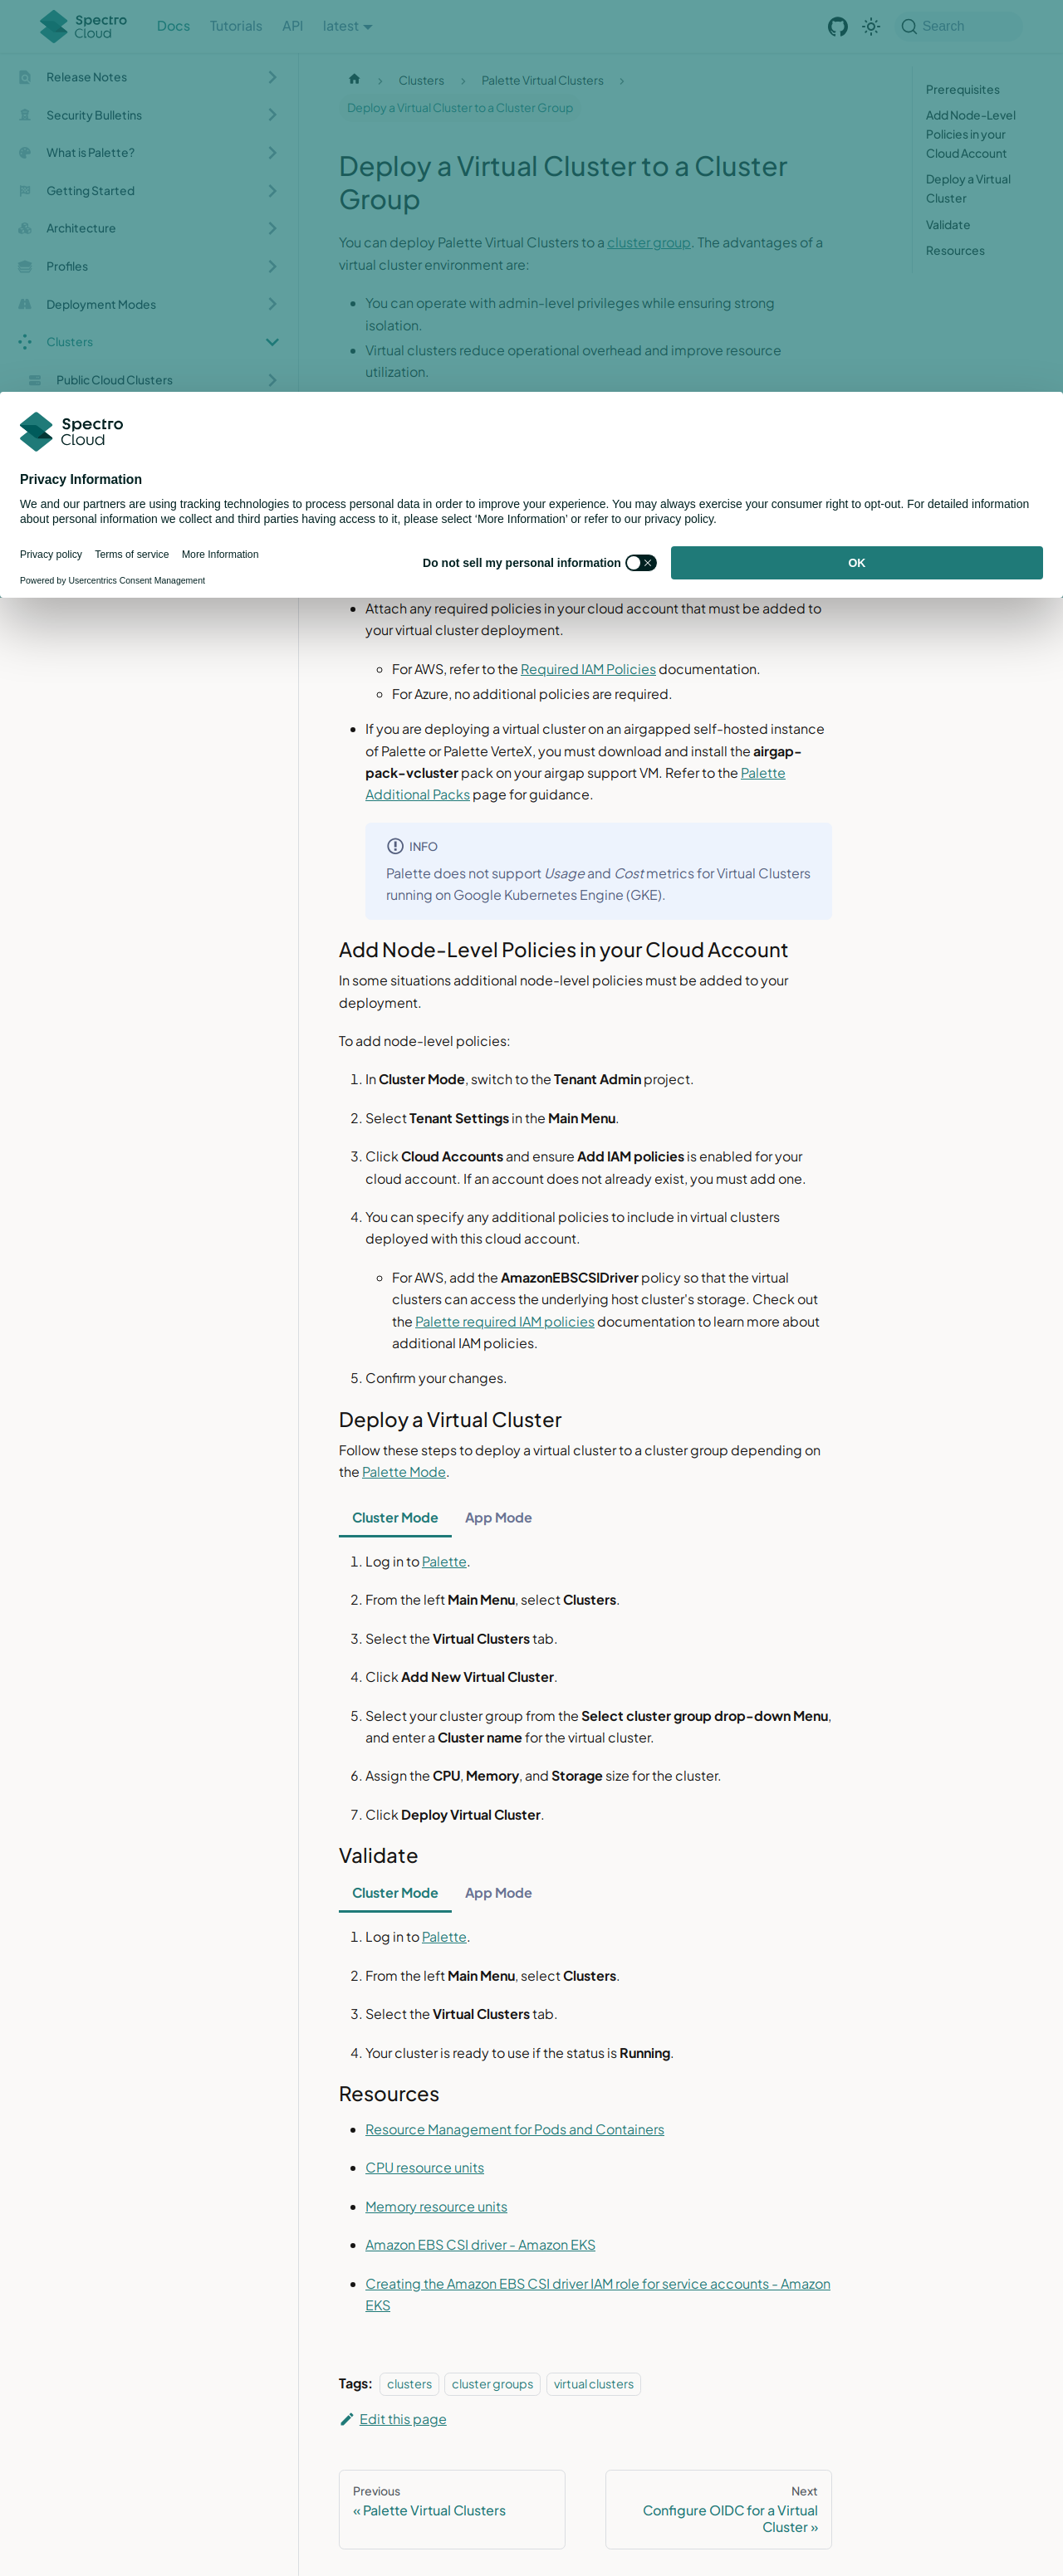 Spectro Cloud
Docs
Tutorials
API
latest
Search
Release Notes
Security Bulletins
What is Palette?
Getting Started
Architecture
Profiles
Deployment Modes
Clusters
Public Cloud Clusters
Clusters
Palette Virtual Clusters
Deploy a Virtual Cluster to a Cluster Group
Deploy a Virtual Cluster to a Cluster
Group
You can deploy Palette Virtual Clusters to a cluster group. The advantages of a
virtual cluster environment are:
You can operate with admin-level privileges while ensuring strong
isolation.
Virtual clusters reduce operational overhead and improve resource
utilization.
Prerequisites
Add Node-Level
Policies in your
Cloud Account
Deploy a Virtual
Cluster
Validate
Resources
Spectro
Cloud
Privacy Information
We and our partners are using tracking technologies to process personal data in order to improve your experience. You may always exercise your consumer right to opt-out. For detailed information
about personal information we collect and third parties having access to it, please select ‘More Information’ or refer to our privacy policy.
Privacy policy
Terms of service
More Information
Powered by Usercentrics Consent Management
Do not sell my personal information
OK
Attach any required policies in your cloud account that must be added to
your virtual cluster deployment.
For AWS, refer to the Required IAM Policies documentation.
For Azure, no additional policies are required.
If you are deploying a virtual cluster on an airgapped self-hosted instance
of Palette or Palette VerteX, you must download and install the airgap-
pack-vcluster pack on your airgap support VM. Refer to the Palette
Additional Packs page for guidance.
INFO
Palette does not support Usage and Cost metrics for Virtual Clusters
running on Google Kubernetes Engine (GKE).
Add Node-Level Policies in your Cloud Account
In some situations additional node-level policies must be added to your
deployment.
To add node-level policies:
1. In Cluster Mode, switch to the Tenant Admin project.
2. Select Tenant Settings in the Main Menu.
3. Click Cloud Accounts and ensure Add IAM policies is enabled for your
cloud account. If an account does not already exist, you must add one.
4. You can specify any additional policies to include in virtual clusters
deployed with this cloud account.
For AWS, add the AmazonEBSCSIDriver policy so that the virtual
clusters can access the underlying host cluster's storage. Check out
the Palette required IAM policies documentation to learn more about
additional IAM policies.
5. Confirm your changes.
Deploy a Virtual Cluster
Follow these steps to deploy a virtual cluster to a cluster group depending on
the Palette Mode.
Cluster Mode
App Mode
1. Log in to Palette.
2. From the left Main Menu, select Clusters.
3. Select the Virtual Clusters tab.
4. Click Add New Virtual Cluster.
5. Select your cluster group from the Select cluster group drop-down Menu,
and enter a Cluster name for the virtual cluster.
6. Assign the CPU, Memory, and Storage size for the cluster.
7. Click Deploy Virtual Cluster.
Validate
Cluster Mode
App Mode
1. Log in to Palette.
2. From the left Main Menu, select Clusters.
3. Select the Virtual Clusters tab.
4. Your cluster is ready to use if the status is Running.
Resources
Resource Management for Pods and Containers
CPU resource units
Memory resource units
Amazon EBS CSI driver - Amazon EKS
Creating the Amazon EBS CSI driver IAM role for service accounts - Amazon
EKS
Tags:
clusters
cluster groups
virtual clusters
Edit this page
Previous
« Palette Virtual Clusters
Next
Configure OIDC for a Virtual
Cluster »